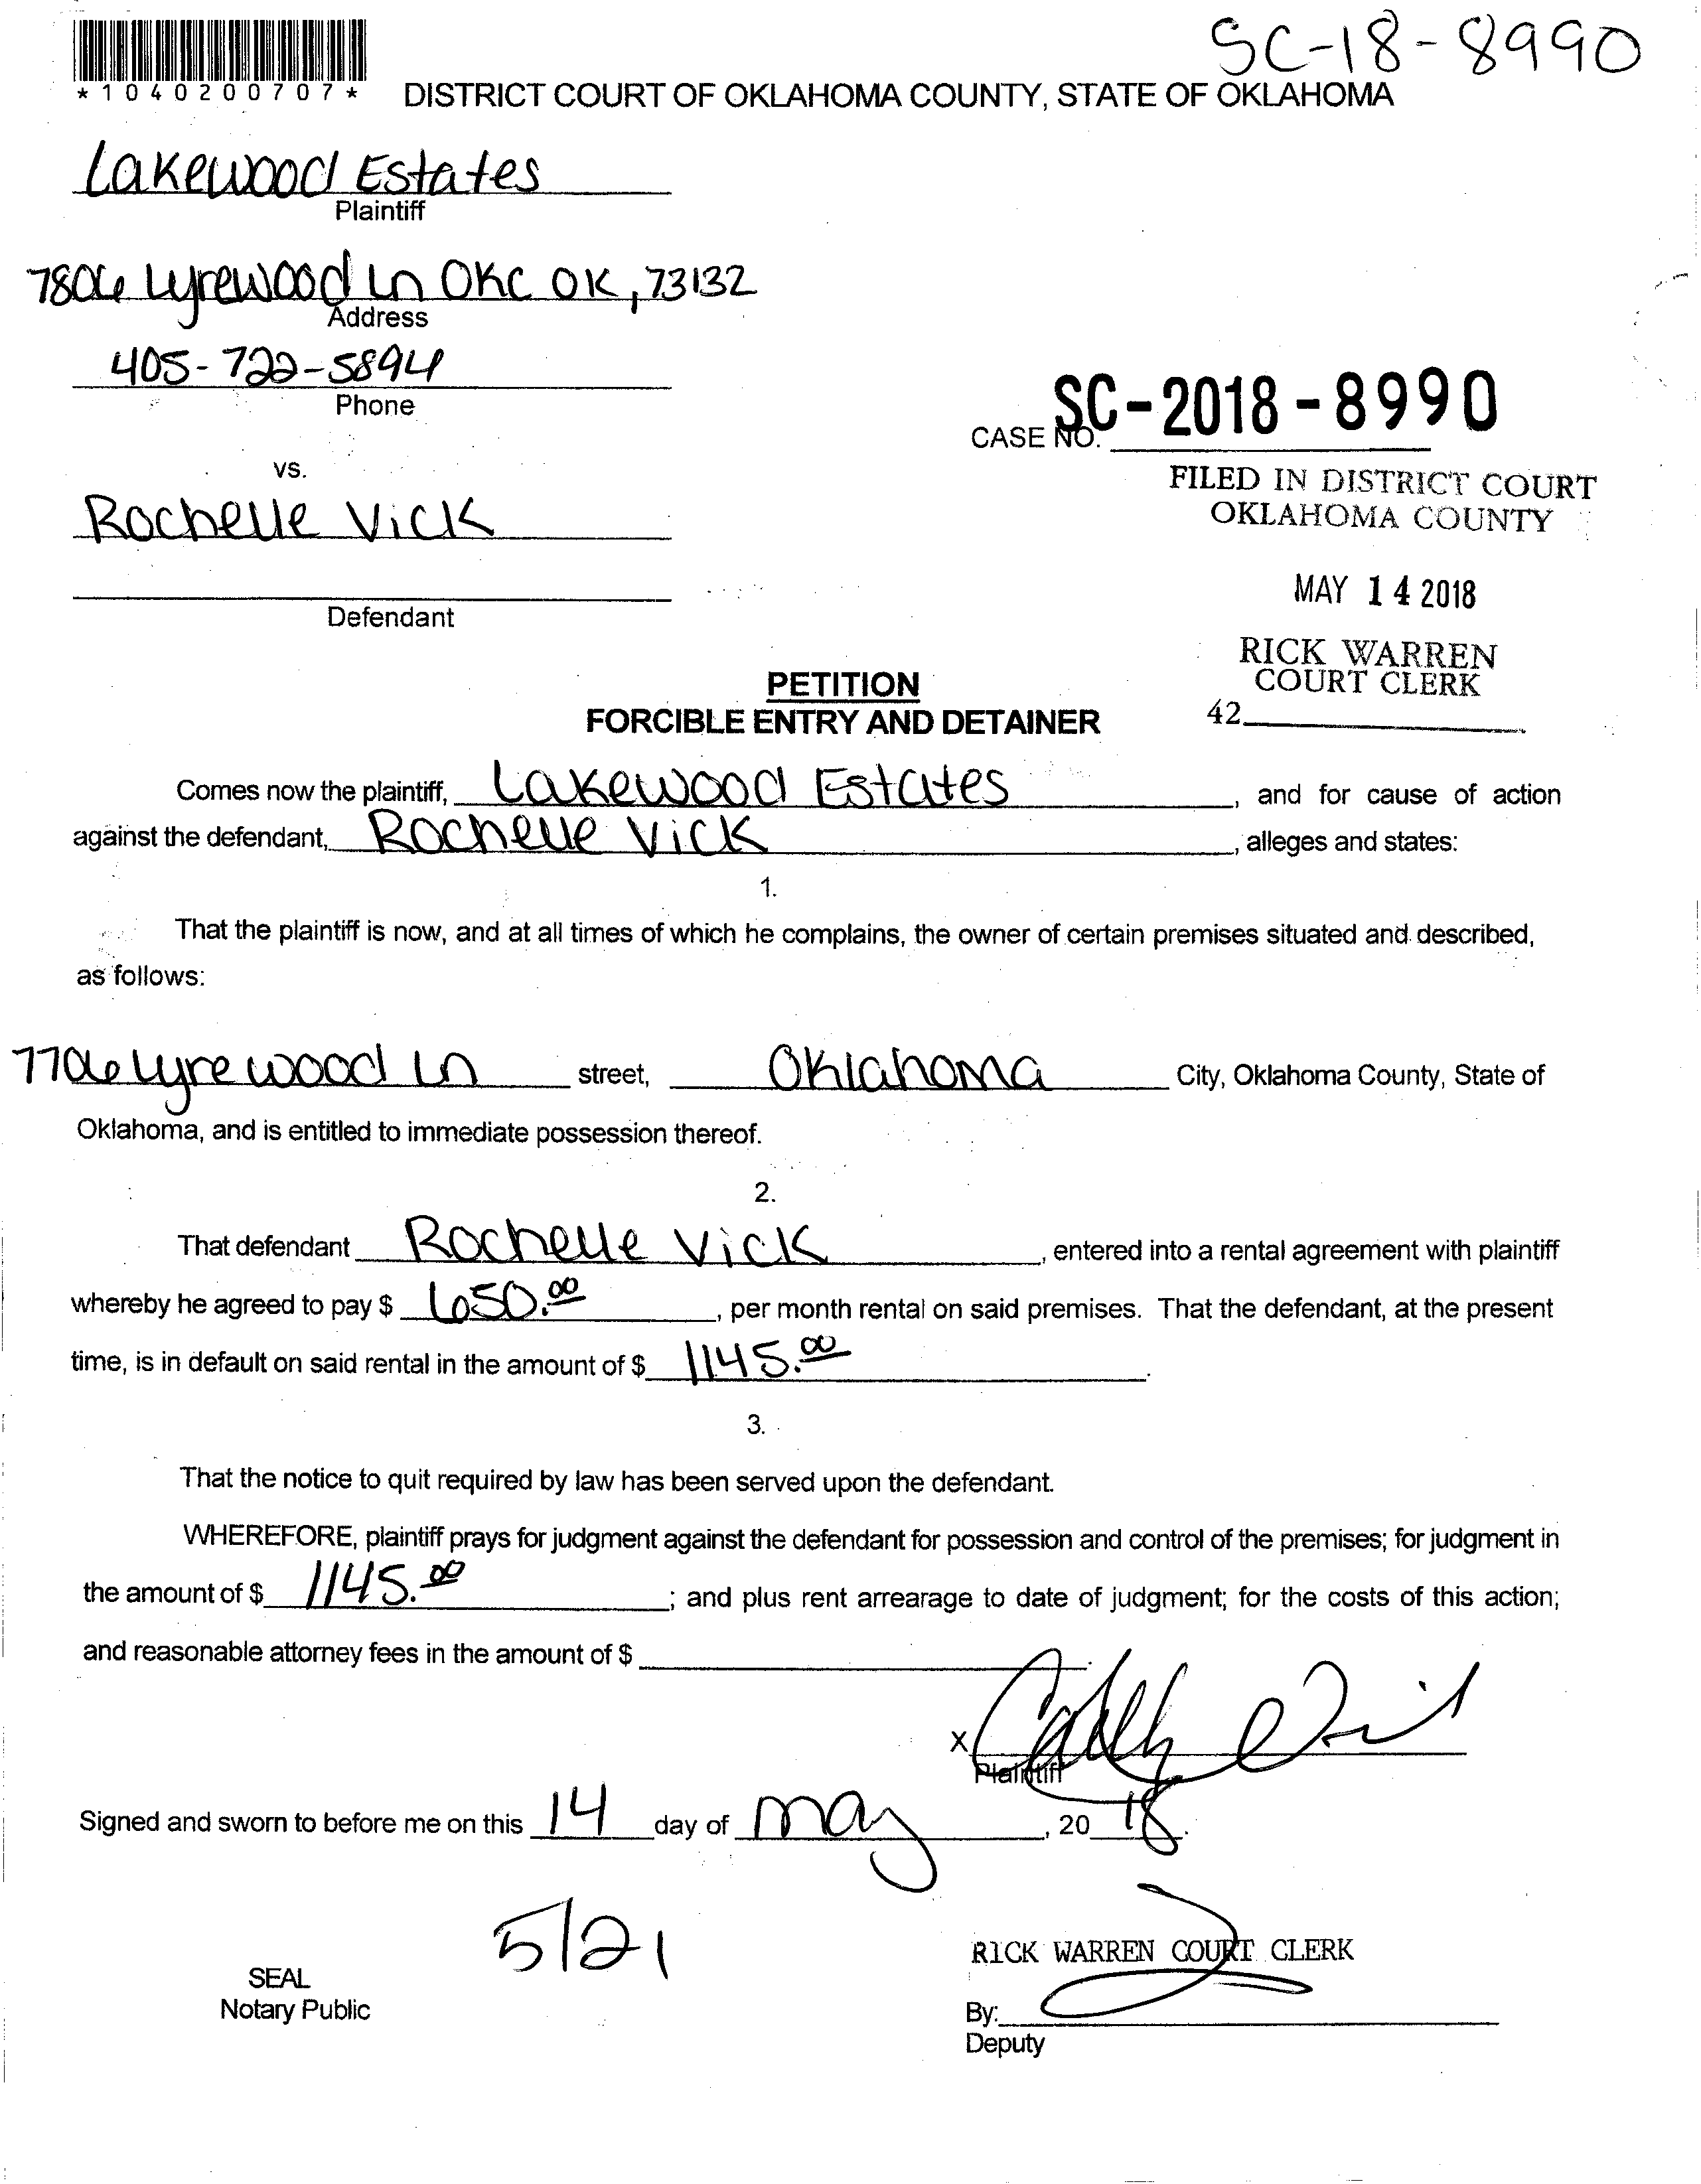 SC-18-8990
*1040200707*
DISTRICT COURT OF OKLAHOMA COUNTY, STATE OF OKLAHOMA
Lakewood Estates
Plaintiff
7806 Lyrewood Ln OKC OK, 73132
Address
405-722-5894
Phone
CASE NO. SC-2018-8990
vs.
FILED IN DISTRICT COURT
OKLAHOMA COUNTY
Rochelle Vick
MAY 14 2018
Defendant
RICK WARREN
COURT CLERK
42
PETITION
FORCIBLE ENTRY AND DETAINER
Comes now the plaintiff, Lakewood Estates, and for cause of action
against the defendant, Rochelle Vick, alleges and states:
1.
That the plaintiff is now, and at all times of which he complains, the owner of certain premises situated and described,
as follows:
7706 Lyrewood Ln street, Oklahoma City, Oklahoma County, State of
Oklahoma, and is entitled to immediate possession thereof.
2.
That defendant Rochelle Vick, entered into a rental agreement with plaintiff
whereby he agreed to pay $ 650.00, per month rental on said premises. That the defendant, at the present
time, is in default on said rental in the amount of $ 1145.00.
3.
That the notice to quit required by law has been served upon the defendant.
WHEREFORE, plaintiff prays for judgment against the defendant for possession and control of the premises; for judgment in
the amount of $ 1145.00; and plus rent arrearage to date of judgment; for the costs of this action;
and reasonable attorney fees in the amount of $ .
X
Plaintiff
Signed and sworn to before me on this 14 day of May, 20 18.
5/21
RICK WARREN COURT CLERK
SEAL
Notary Public
By:
Deputy